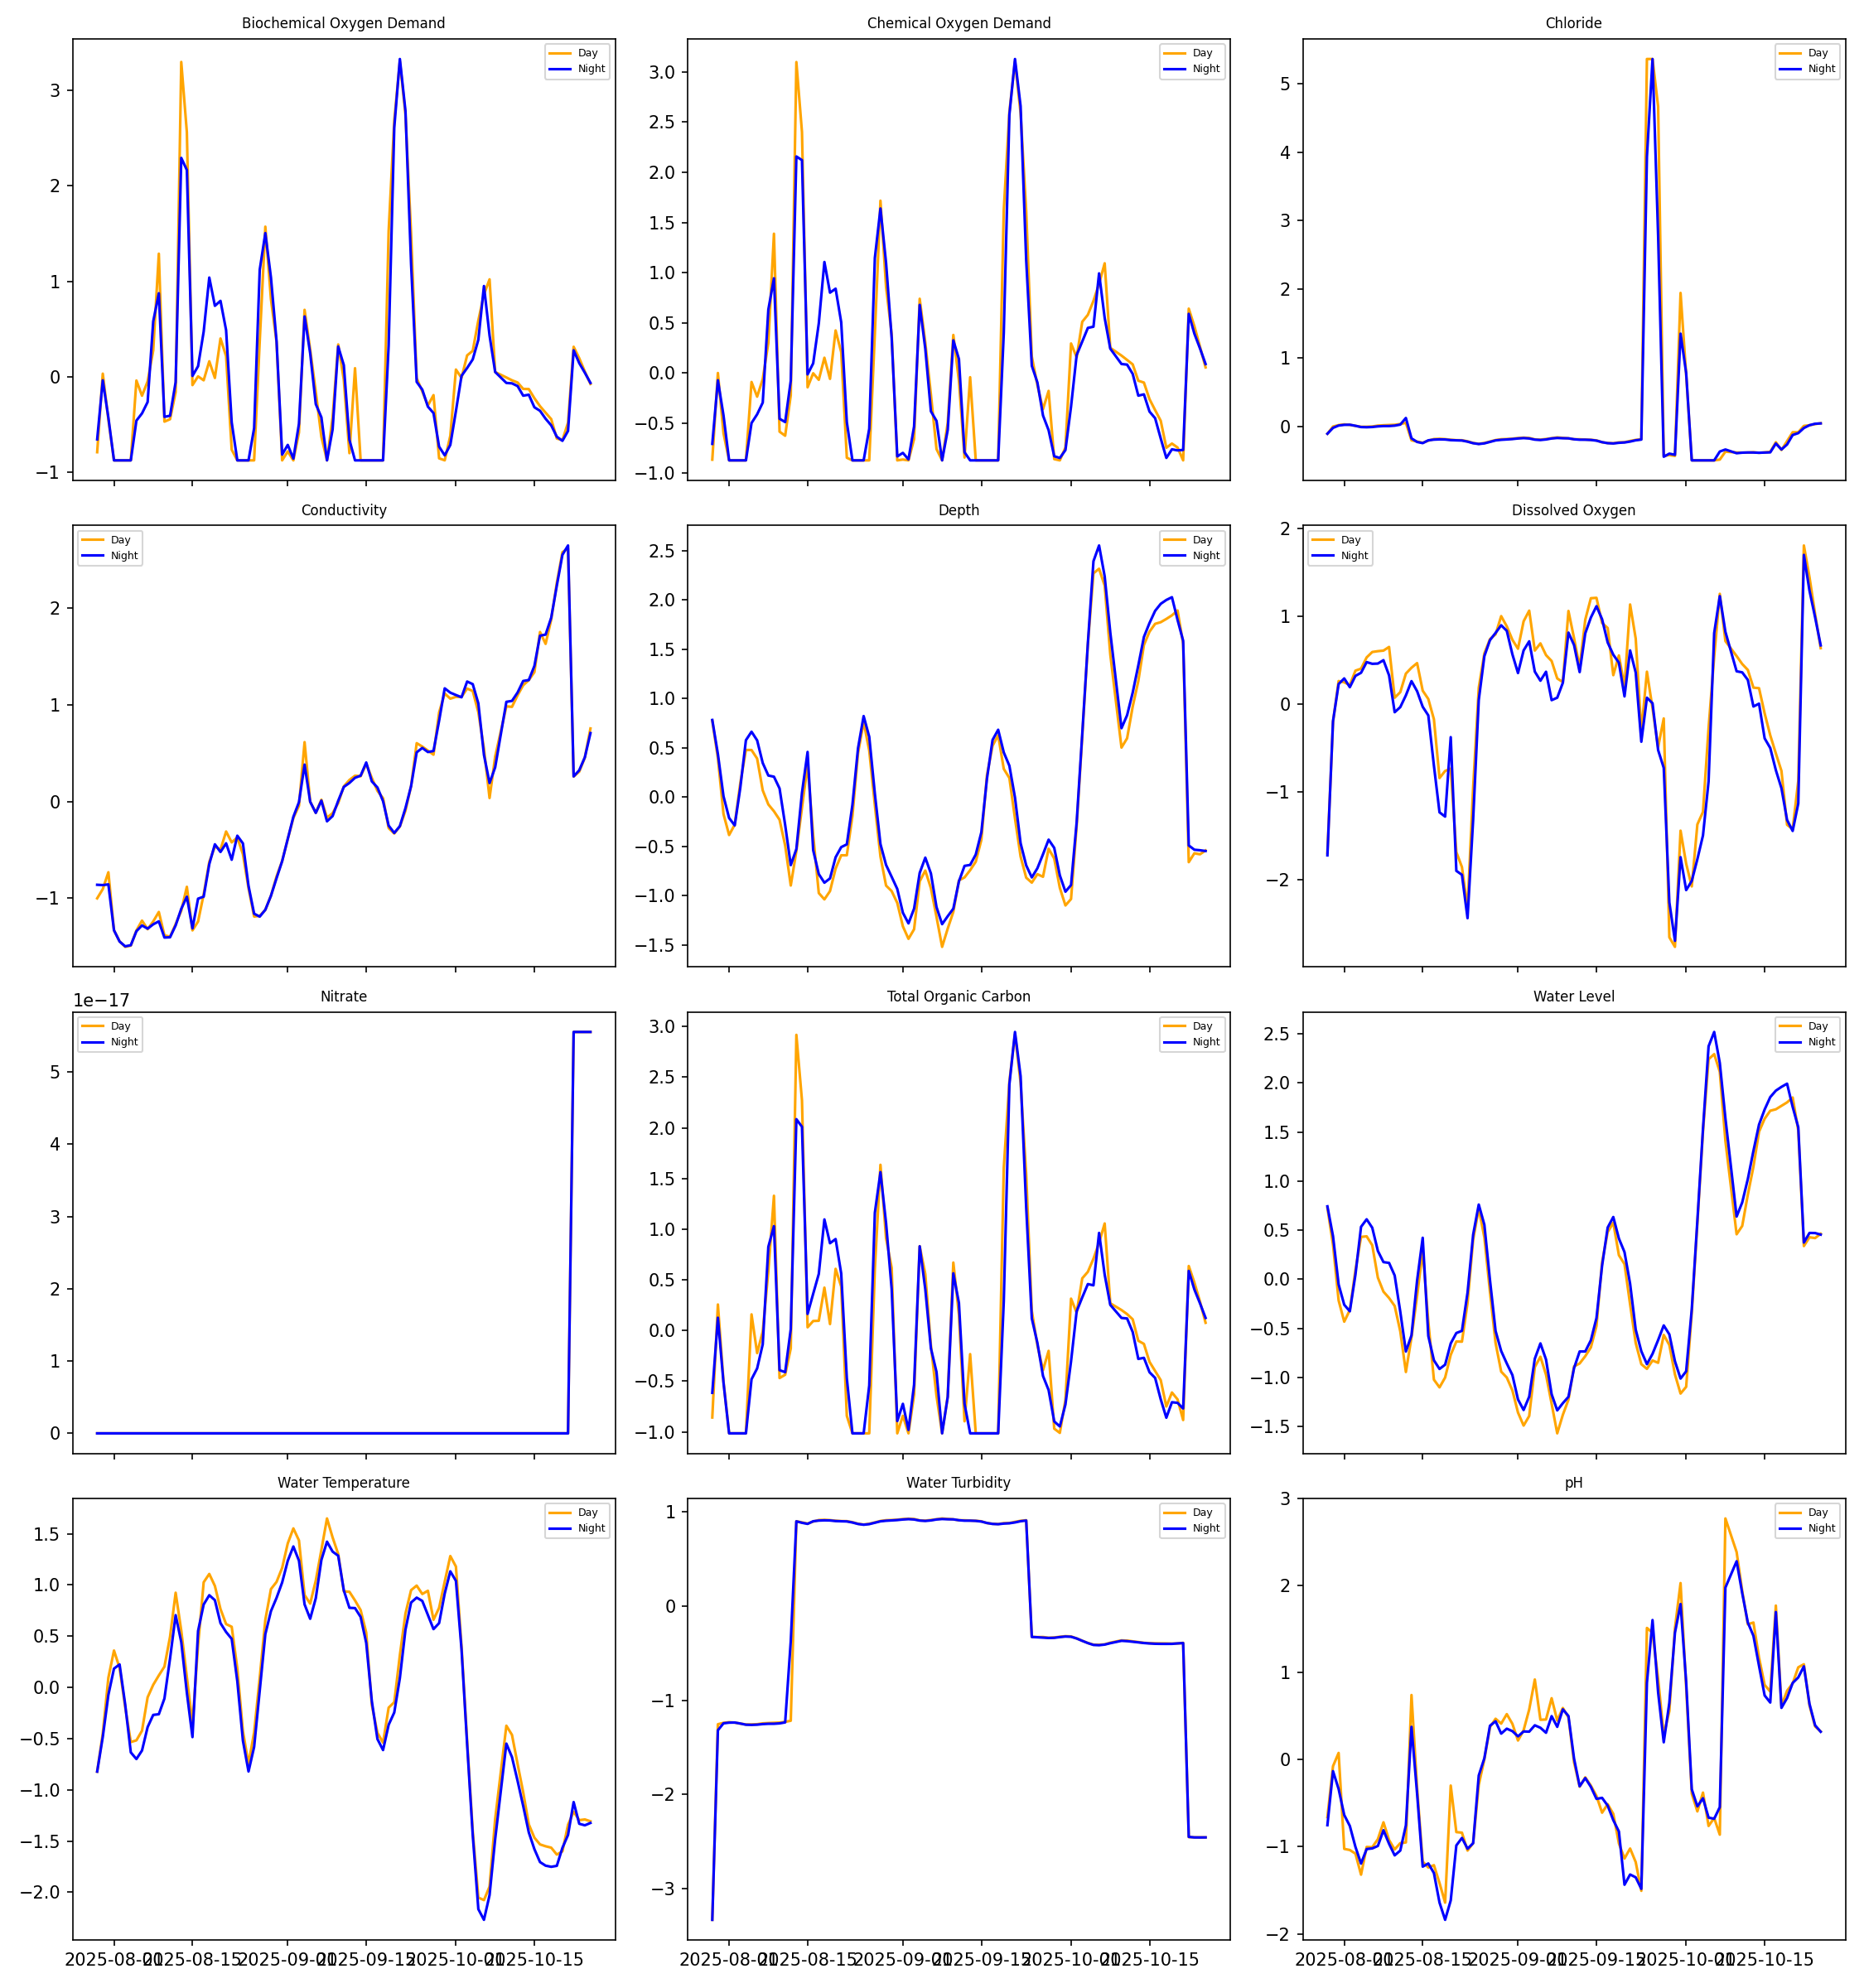 Biochemical Oxygen Demand
Day
Night
3
2
1
0
−1
Chemical Oxygen Demand
Day
Night
3.0
2.5
2.0
1.5
1.0
0.5
0.0
−0.5
−1.0
Chloride
Day
Night
5
4
3
2
1
0
Conductivity
Day
Night
2
1
0
−1
Depth
Day
Night
2.5
2.0
1.5
1.0
0.5
0.0
−0.5
−1.0
−1.5
Dissolved Oxygen
Day
Night
2
1
0
−1
−2
Nitrate
1e−17
Day
Night
5
4
3
2
1
0
Total Organic Carbon
Day
Night
3.0
2.5
2.0
1.5
1.0
0.5
0.0
−0.5
−1.0
Water Level
Day
Night
2.5
2.0
1.5
1.0
0.5
0.0
−0.5
−1.0
−1.5
Water Temperature
Day
Night
1.5
1.0
0.5
0.0
−0.5
−1.0
−1.5
−2.0
2025-08-01
2025-08-15
2025-09-01
2025-09-15
2025-10-01
2025-10-15
Water Turbidity
Day
Night
1
0
−1
−2
−3
2025-08-01
2025-08-15
2025-09-01
2025-09-15
2025-10-01
2025-10-15
pH
Day
Night
3
2
1
0
−1
−2
2025-08-01
2025-08-15
2025-09-01
2025-09-15
2025-10-01
2025-10-15